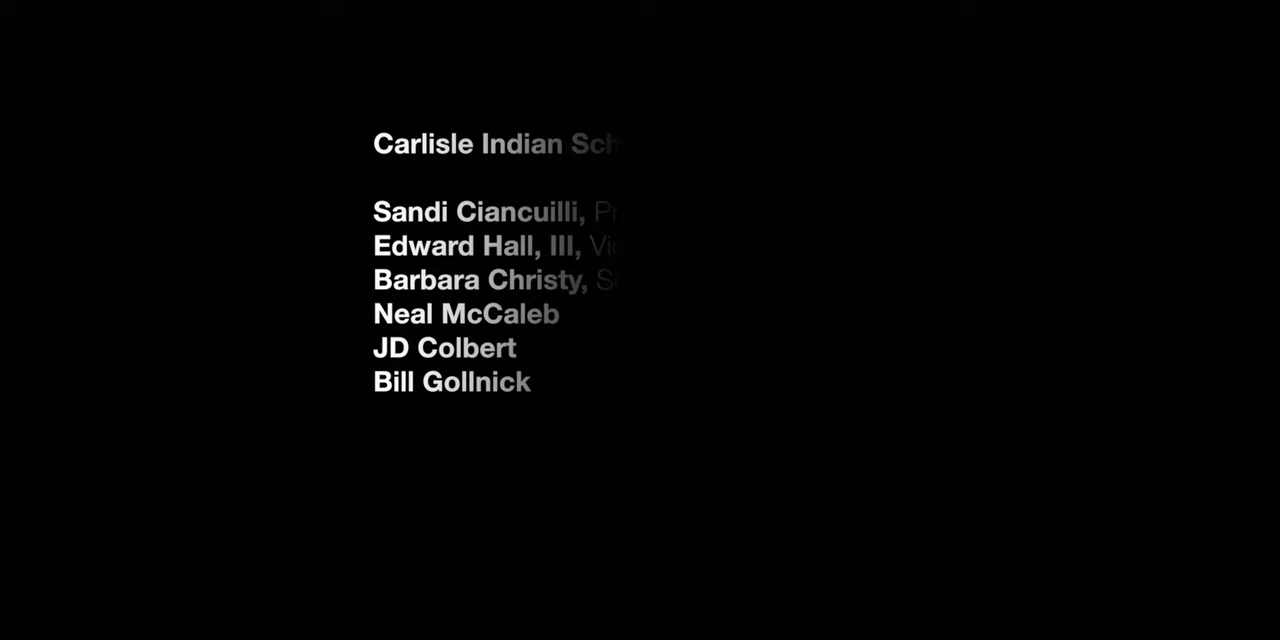 Carlisle Indian
Sandi Ciancuilli,
Edward Hall, III,
Barbara Christy,
Neal McCaleb
JD Colbert
Bill Gollnick